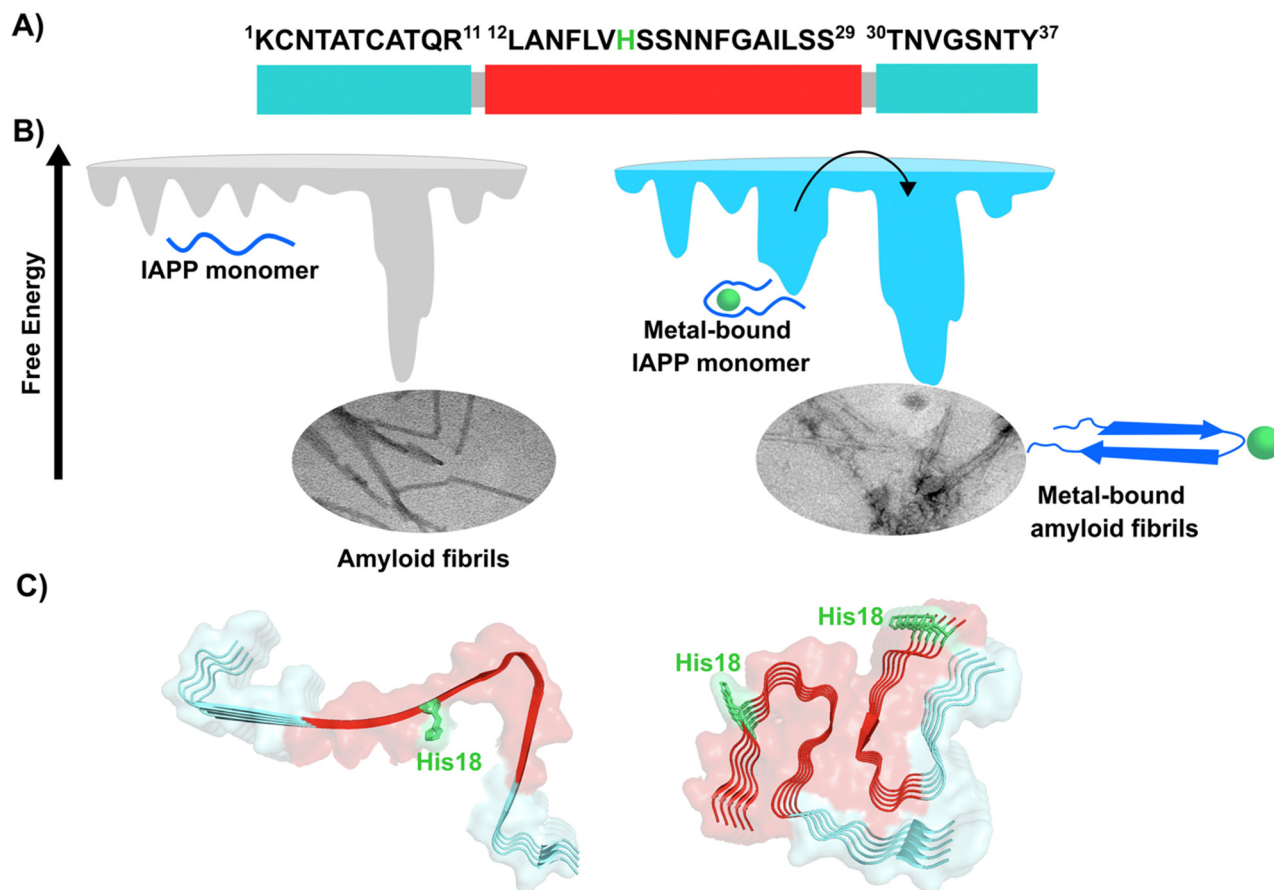 A)
¹KCNTATCATQR¹¹ ¹²LANFLVHSSNNFGAILSS²⁹ ³⁰TNVGSNTY³⁷
B)
Free Energy
IAPP monomer
Amyloid fibrils
Metal-bound
IAPP monomer
Metal-bound
amyloid fibrils
C)
His18
His18
His18